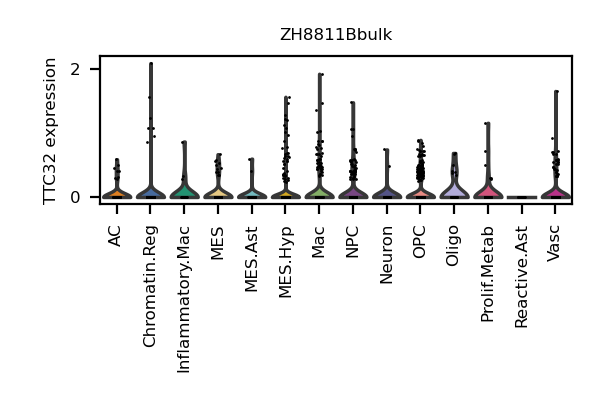 ZH8811Bbulk
TTC32 expression
2
0
AC
Chromatin.Reg
Inflammatory.Mac
MES
MES.Ast
MES.Hyp
Mac
NPC
Neuron
OPC
Oligo
Prolif.Metab
Reactive.Ast
Vasc